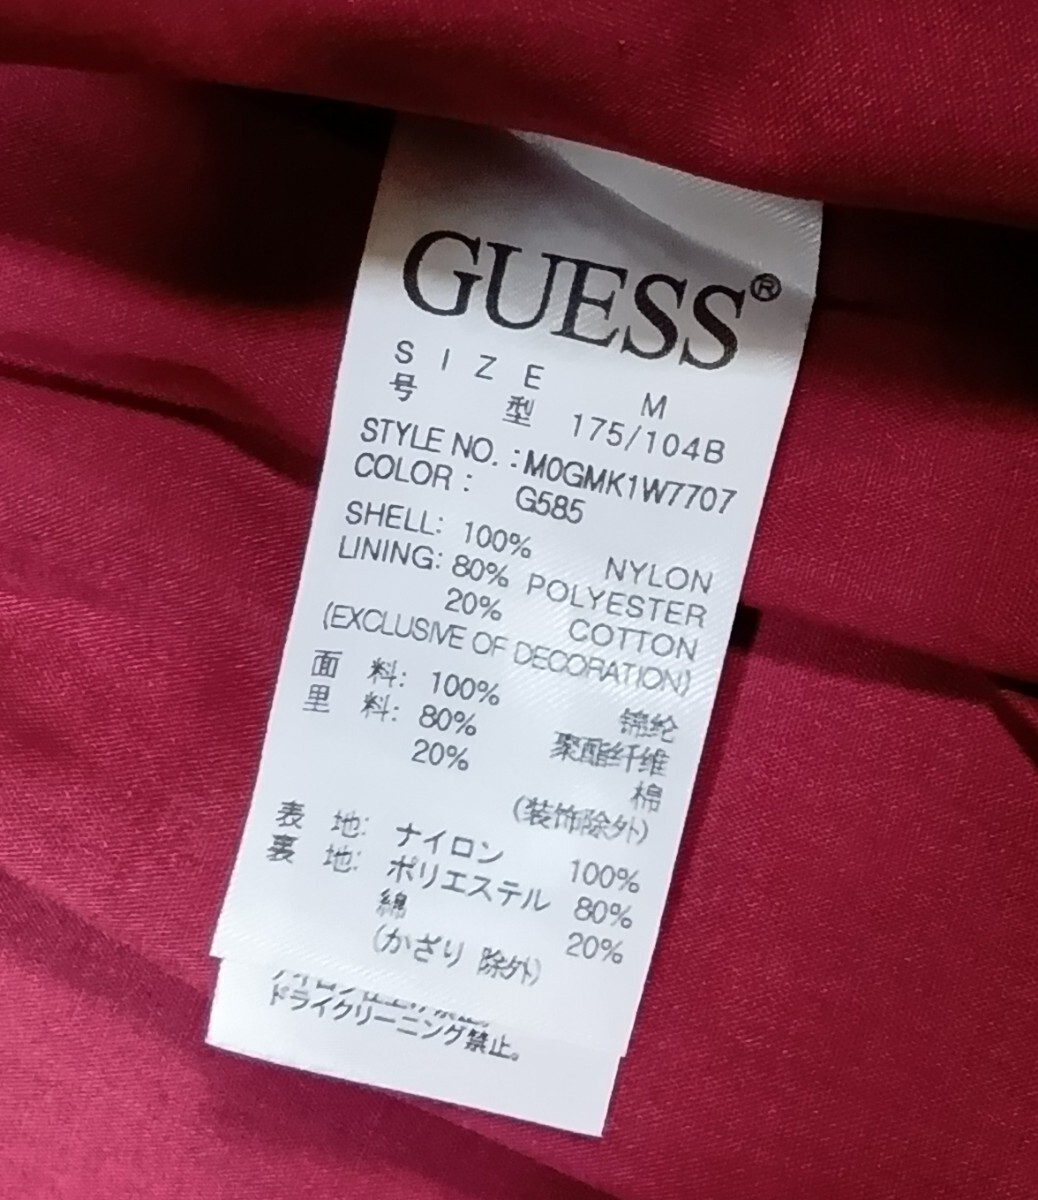 GUESS®
SIZE M
号型 175/104B
STYLE NO.:M0GMK1W7707
COLOR: G585
SHELL: 100% NYLON
LINING: 80% POLYESTER
20% COTTON
(EXCLUSIVE OF DECORATION)
面料: 100% 锦纶
里料: 80% 聚酯纤维
20% 棉
(装饰除外)
表地: ナイロン 100%
裏地: ポリエステル 80%
綿 20%
(かざり 除外)
ドライクリーニング禁止。